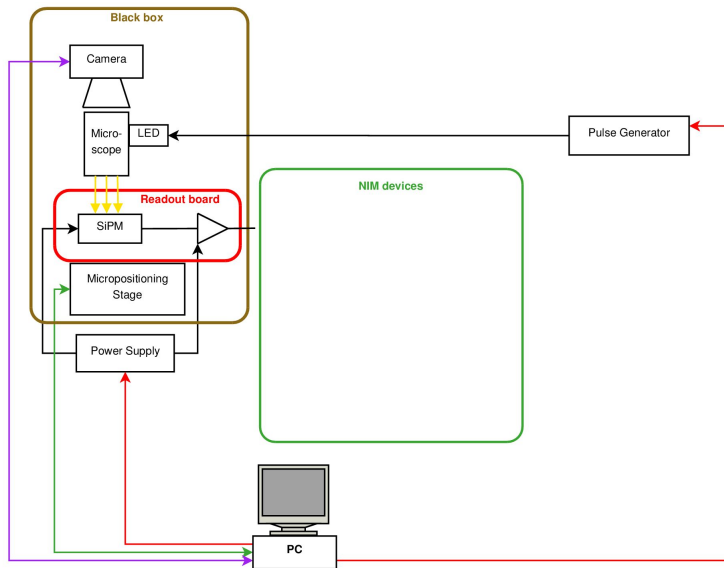 Black box
Camera
Micro-
scope
LED
Pulse Generator
NIM devices
Readout board
SiPM
Micropositioning
Stage
Power Supply
PC